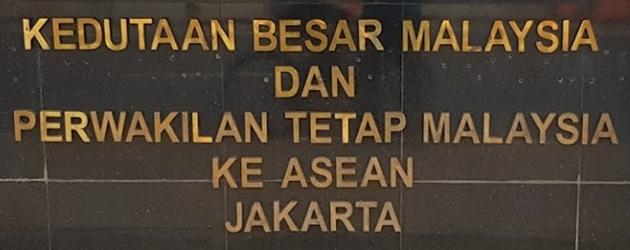 KEDUTAAN BESAR MALAYSIA
DAN
PERWAKILAN TETAP MALAYSIA
KE ASEAN
JAKARTA